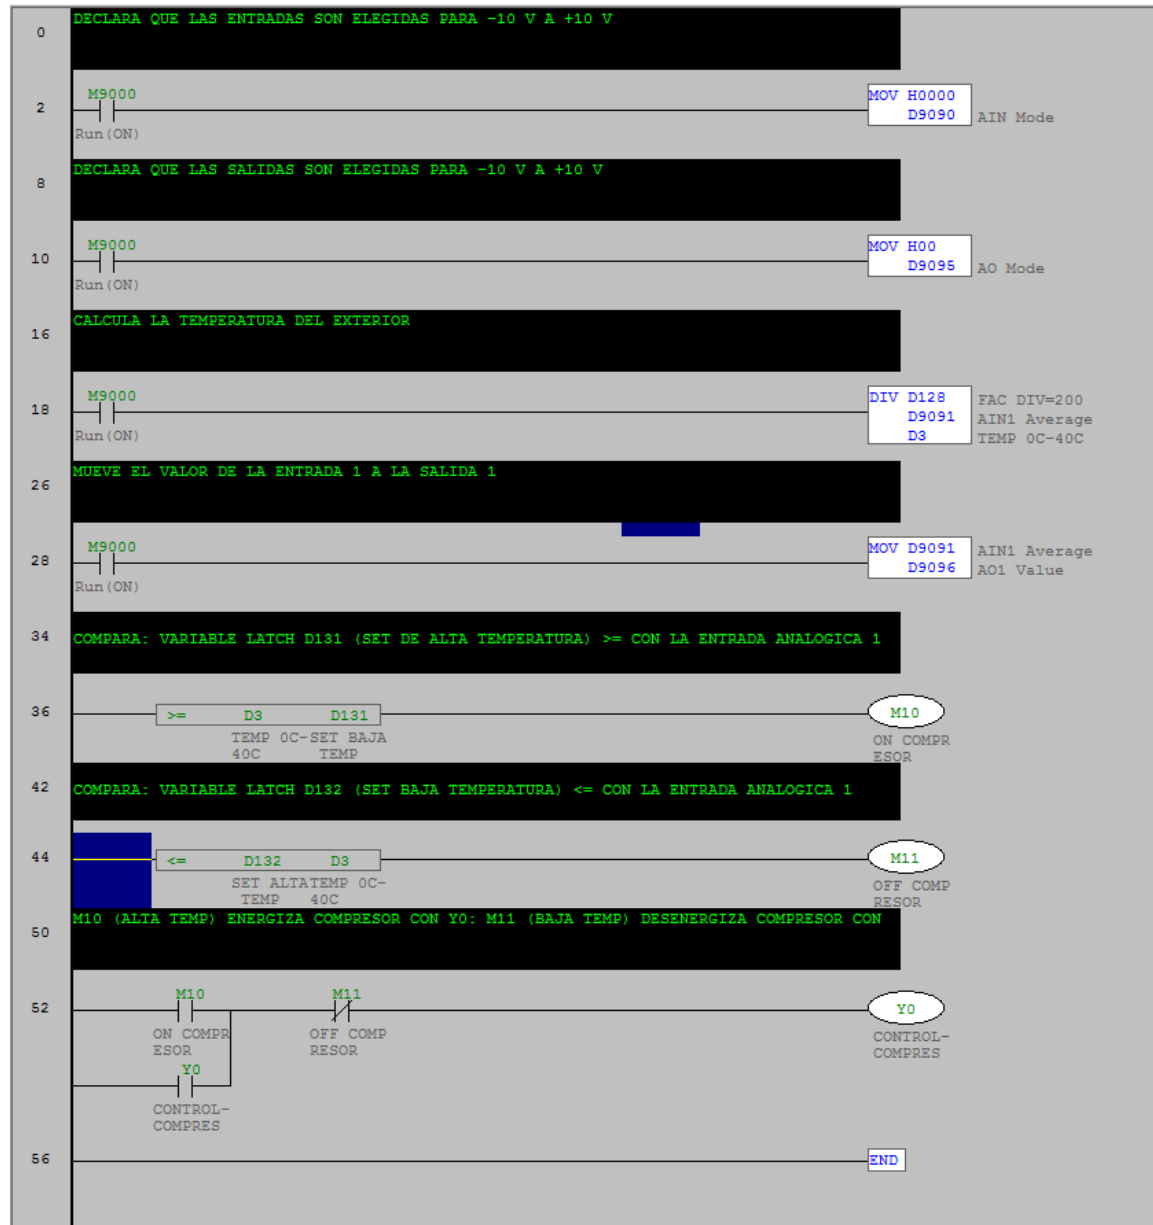 0 DECLARA QUE LAS ENTRADAS SON ELEGIDAS PARA -10 V A +10 V
M9000
2
Run(ON)
MOV H0000
D9090 AIN Mode
8 DECLARA QUE LAS SALIDAS SON ELEGIDAS PARA -10 V A +10 V
M9000
10
Run(ON)
MOV H00
D9095 AO Mode
16 CALCULA LA TEMPERATURA DEL EXTERIOR
M9000
18
Run(ON)
DIV D128 FAC DIV=200
D9091 AIN1 Average
D3 TEMP 0C-40C
26 MUEVE EL VALOR DE LA ENTRADA 1 A LA SALIDA 1
M9000
28
Run(ON)
MOV D9091 AIN1 Average
D9096 AO1 Value
34 COMPARA: VARIABLE LATCH D131 (SET DE ALTA TEMPERATURA) >= CON LA ENTRADA ANALOGICA 1
36 >= D3 D131 M10
TEMP 0C-SET BAJA
40C TEMP
ON COMPR
ESOR
42 COMPARA: VARIABLE LATCH D132 (SET BAJA TEMPERATURA) <= CON LA ENTRADA ANALOGICA 1
44 <= D132 D3 M11
SET ALTATEMP 0C-
TEMP 40C
OFF COMP
RESOR
50 M10 (ALTA TEMP) ENERGIZA COMPRESOR CON Y0: M11 (BAJA TEMP) DESENERGIZA COMPRESOR CON
M10 M11
52 Y0
ON COMPR
ESOR
OFF COMP
RESOR
CONTROL-
COMPRES
Y0
CONTROL-
COMPRES
56 END